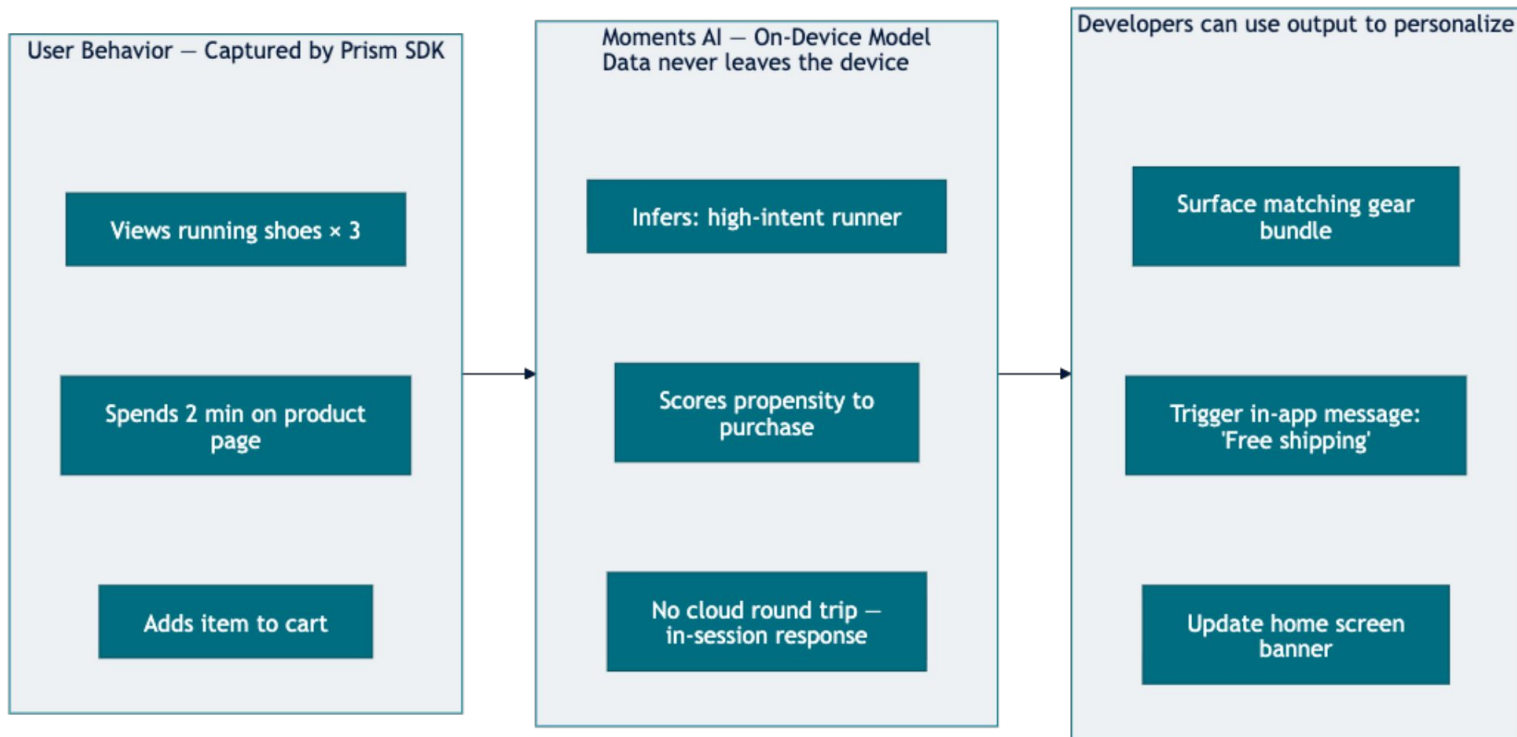 User Behavior — Captured by Prism SDK
Views running shoes × 3
Spends 2 min on product
page
Adds item to cart
Moments AI — On-Device Model
Data never leaves the device
Infers: high-intent runner
Scores propensity to
purchase
No cloud round trip —
in-session response
Developers can use output to personalize
Surface matching gear
bundle
Trigger in-app message:
'Free shipping'
Update home screen
banner